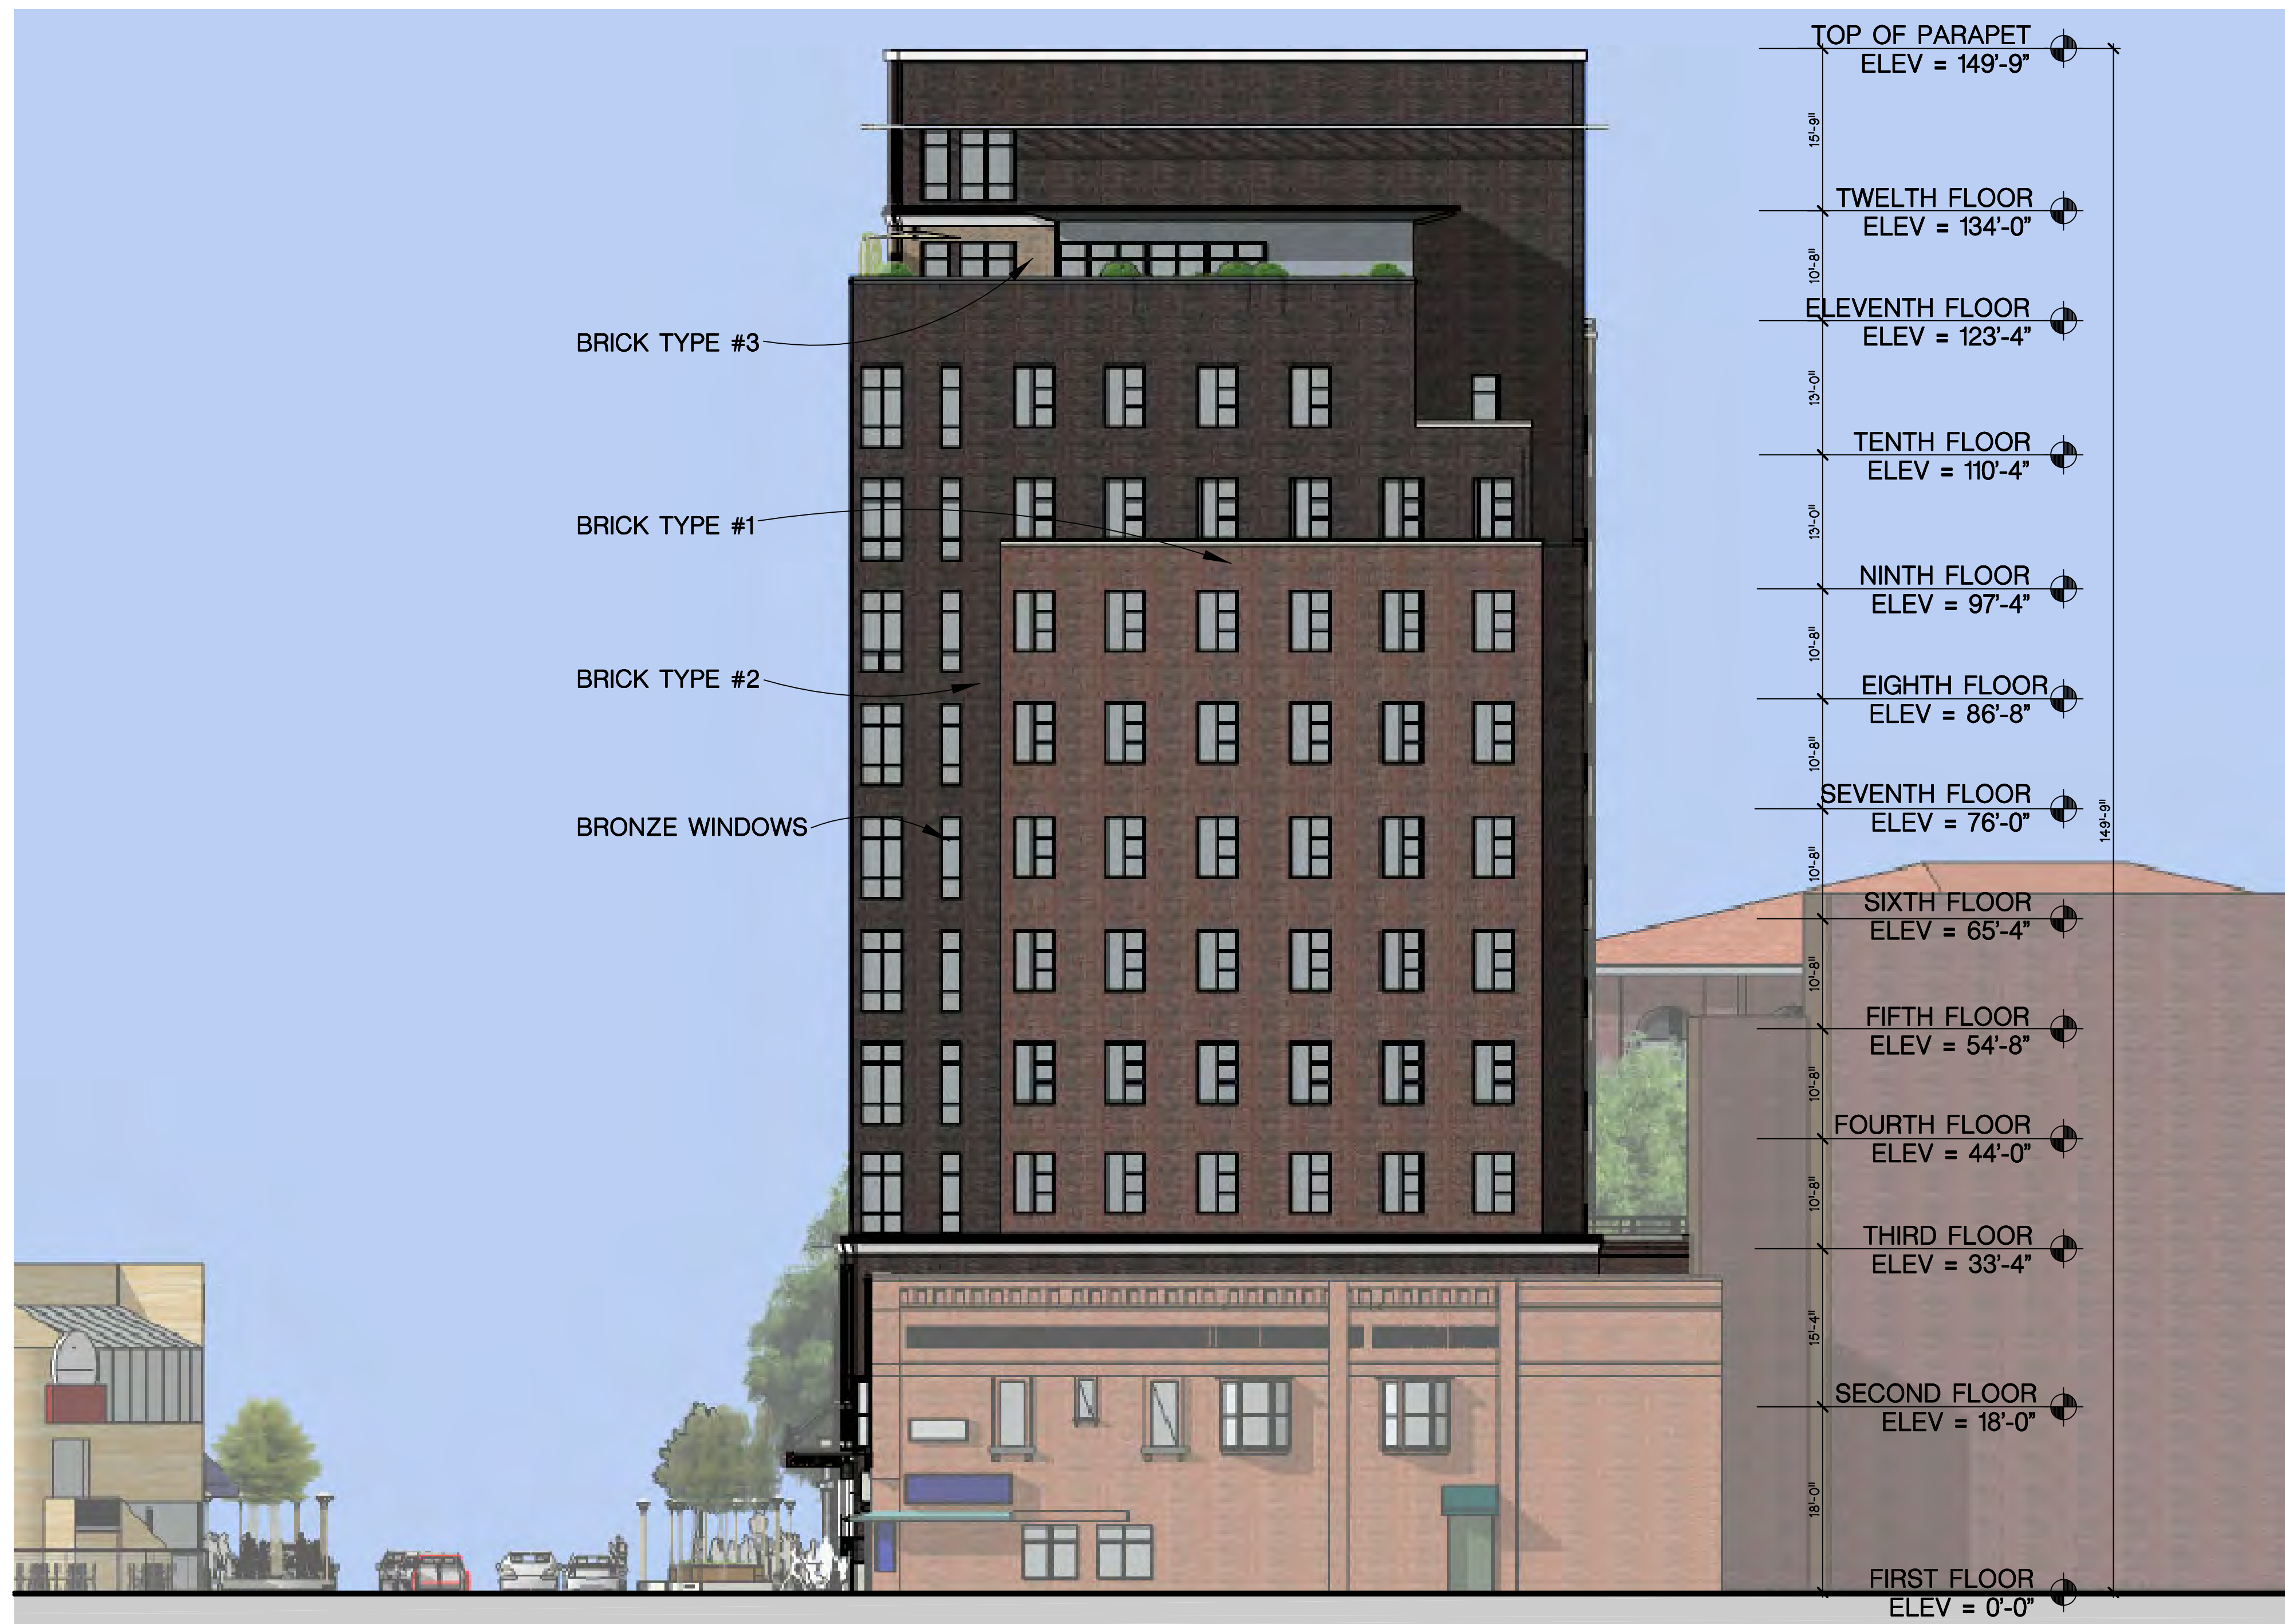 TOP OF PARAPET
ELEV = 149'-9"
15'-9"
TWELTH FLOOR
ELEV = 134'-0"
10'-8"
ELEVENTH FLOOR
ELEV = 123'-4"
BRICK TYPE #3
13'-0"
TENTH FLOOR
ELEV = 110'-4"
BRICK TYPE #1
13'-0"
NINTH FLOOR
ELEV = 97'-4"
10'-8"
BRICK TYPE #2
EIGHTH FLOOR
ELEV = 86'-8"
10'-8"
SEVENTH FLOOR
ELEV = 76'-0"
149'-9"
BRONZE WINDOWS
10'-8"
SIXTH FLOOR
ELEV = 65'-4"
10'-8"
FIFTH FLOOR
ELEV = 54'-8"
10'-8"
FOURTH FLOOR
ELEV = 44'-0"
10'-8"
THIRD FLOOR
ELEV = 33'-4"
15'-4"
SECOND FLOOR
ELEV = 18'-0"
18'-0"
FIRST FLOOR
ELEV = 0'-0"